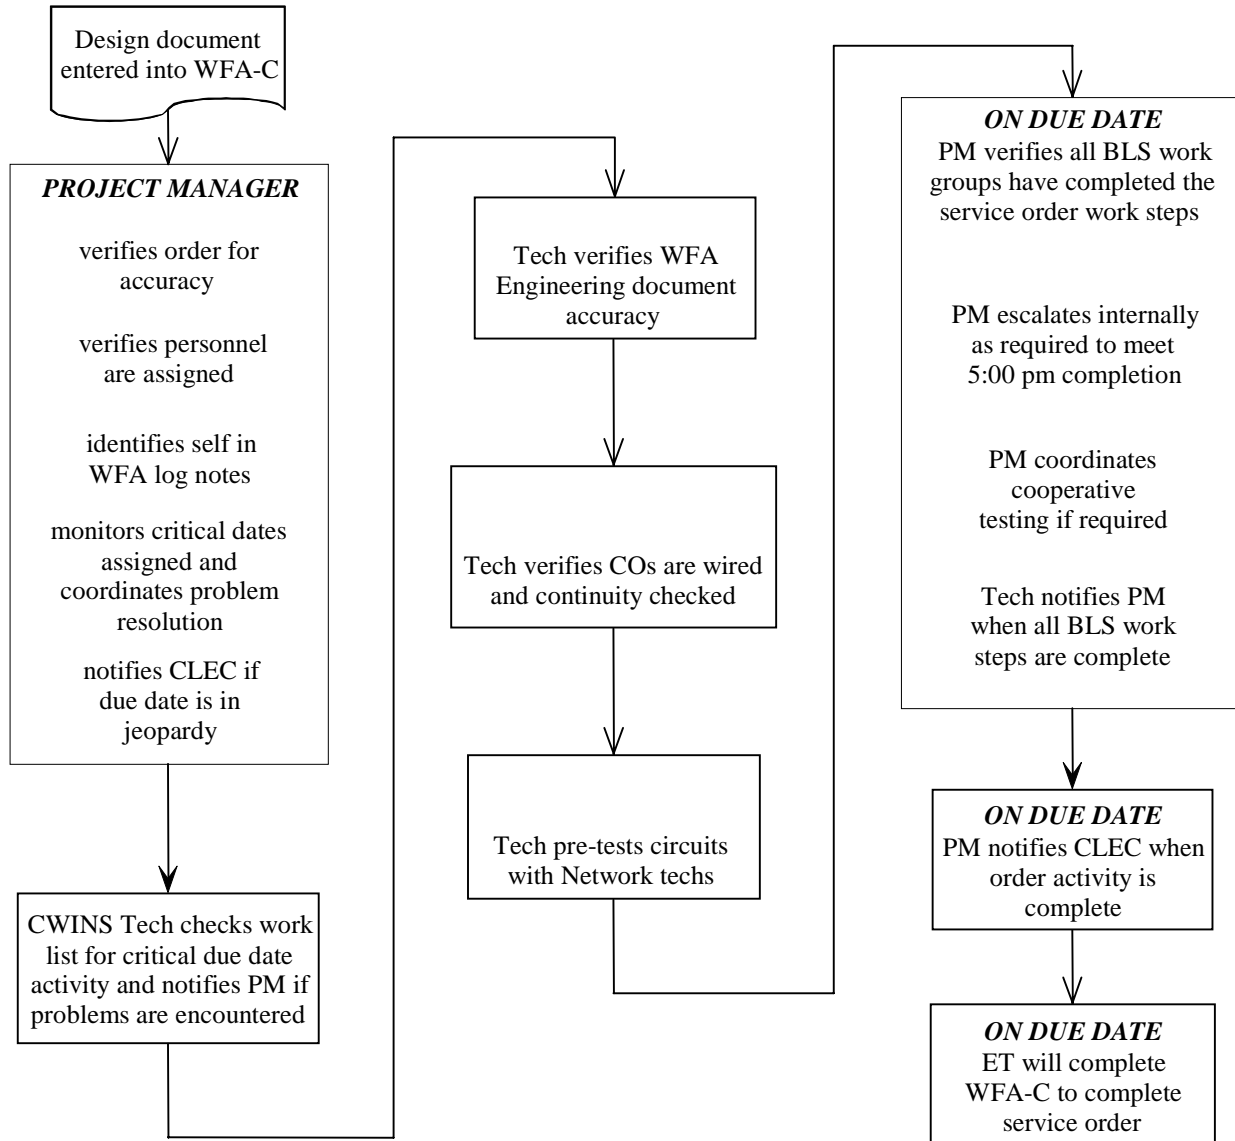 Design document
entered into WFA-C
PROJECT MANAGER
verifies order for
accuracy
verifies personnel
are assigned
identifies self in
WFA log notes
monitors critical dates
assigned and
coordinates problem
resolution
notifies CLEC if
due date is in
jeopardy
CWINS Tech checks work
list for critical due date
activity and notifies PM if
problems are encountered
Tech verifies WFA
Engineering document
accuracy
Tech verifies COs are wired
and continuity checked
Tech pre-tests circuits
with Network techs
ON DUE DATE
PM verifies all BLS work
groups have completed the
service order work steps
PM escalates internally
as required to meet
5:00 pm completion
PM coordinates
cooperative
testing if required
Tech notifies PM
when all BLS work
steps are complete
ON DUE DATE
PM notifies CLEC when
order activity is
complete
ON DUE DATE
ET will complete
WFA-C to complete
service order